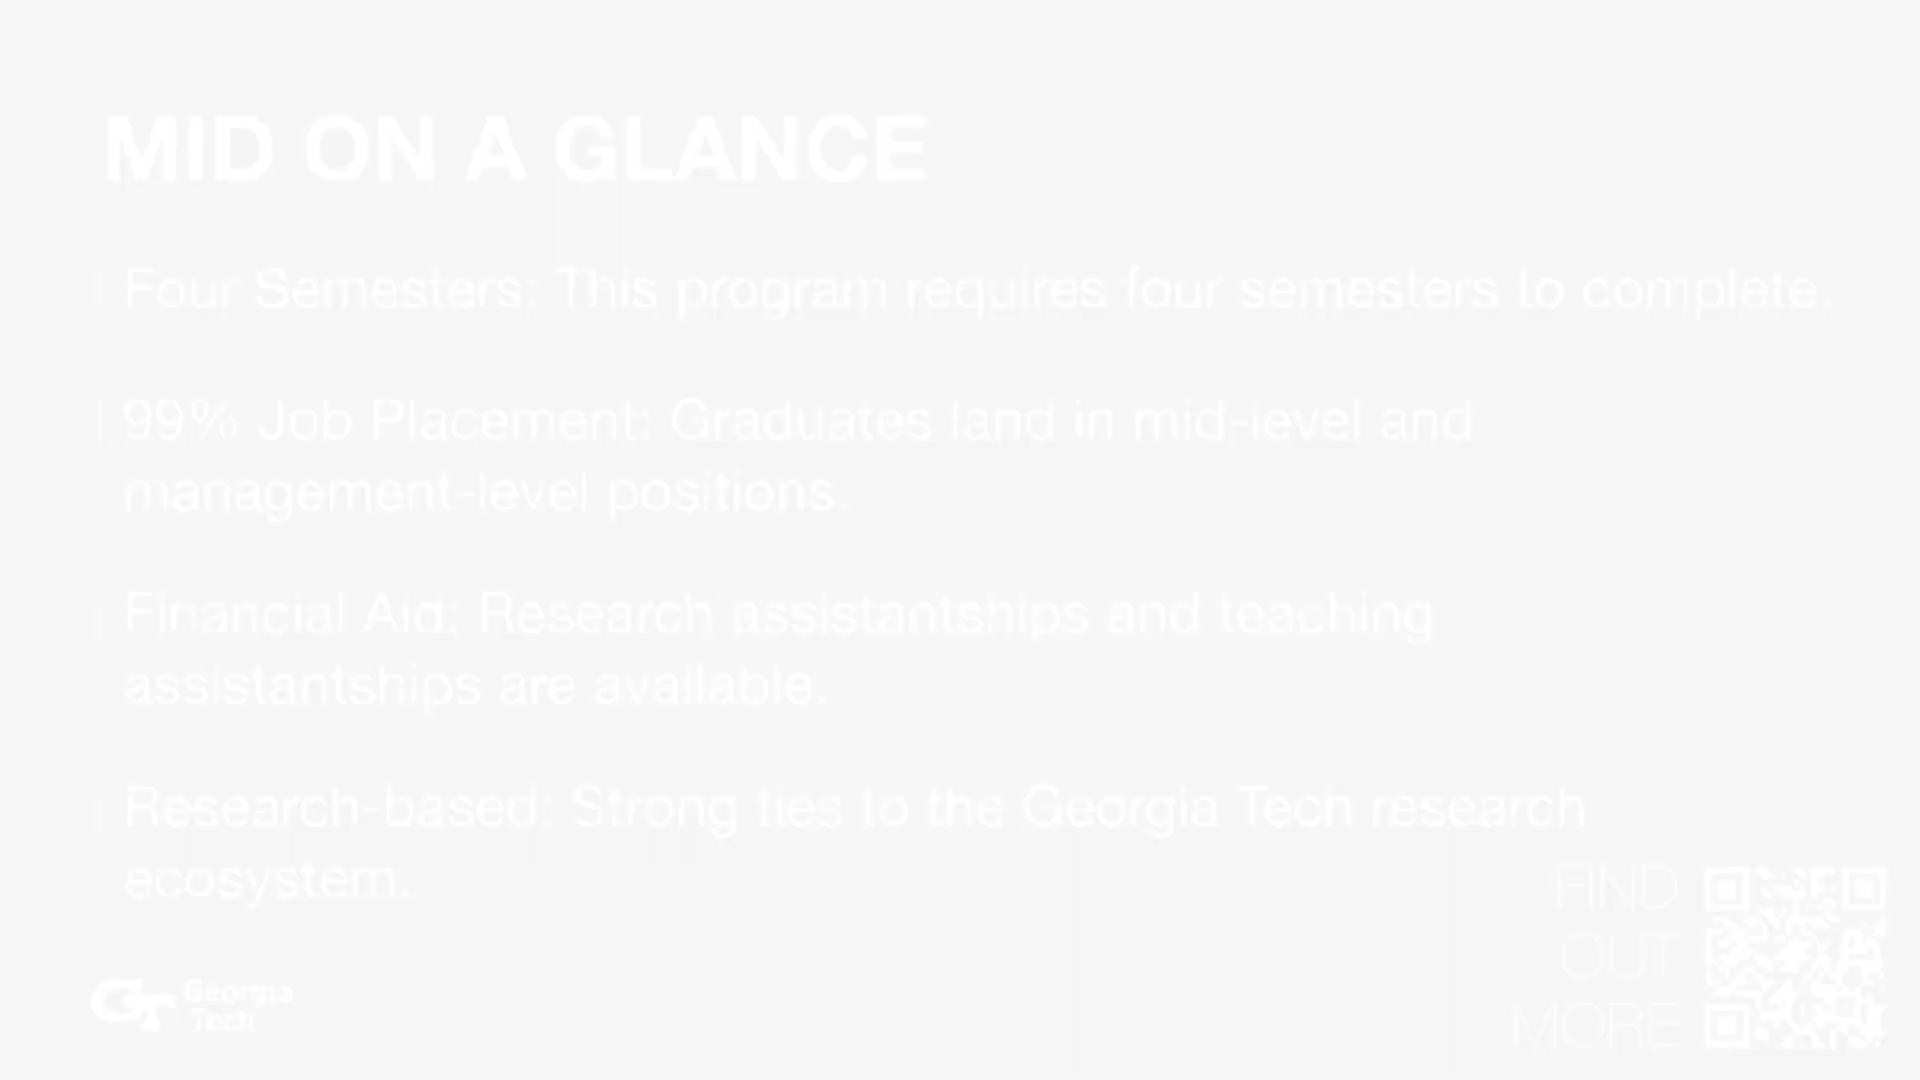 MID ON A GLANCE
Four Semesters: This program requires four semesters to complete.
99% Job Placement: Graduates land in mid-level and
management-level positions.
Financial Aid: Research assistantships and teaching
assistantships are available.
Research-based: Strong ties to the Georgia Tech research
ecosystem.
FIND
OUT
MORE
GT Georgia
Tech